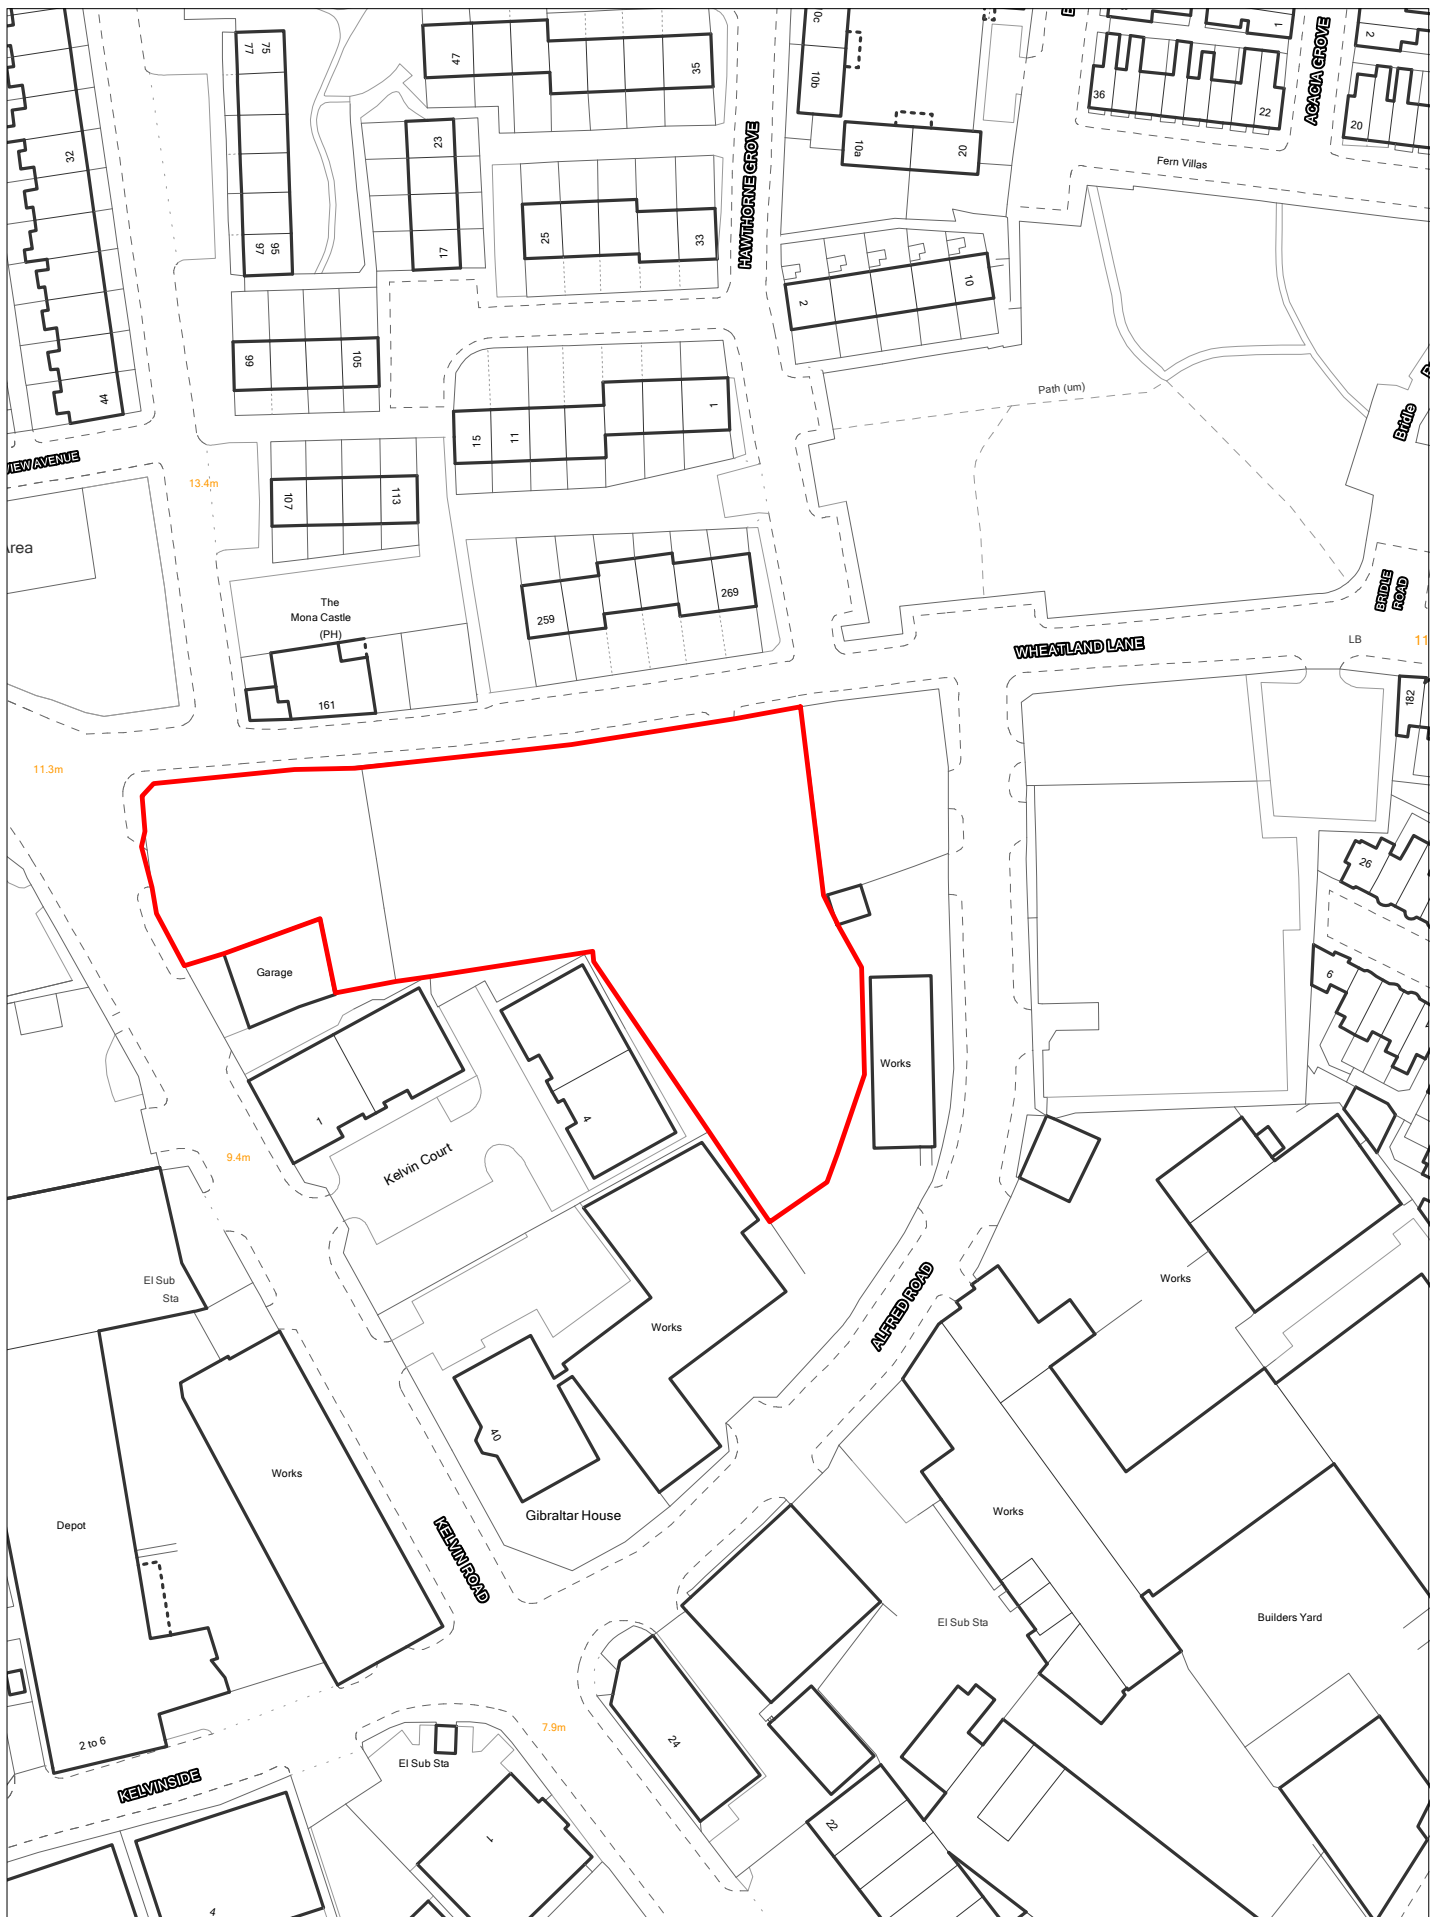 75
77
47
35
10c
10b
1
2
36
22
20
ACACIA GROVE
32
23
17
HAWTHORNE GROVE
10a
20
Fern Villas
95
97
25
33
2
10
99
105
44
15
11
1
Path (um)
Bridle
VIEW AVENUE
13.4m
107
113
Area
The
Mona Castle
(PH)
161
259
269
BRIDLE
ROAD
WHEATLAND LANE
LB
11
182
11.3m
26
6
Garage
Works
1
4
Kelvin Court
9.4m
El Sub
Sta
Works
Works
ALFRED ROAD
40
Gibraltar House
Works
Depot
KELVIN ROAD
Works
El Sub Sta
Builders Yard
2 to 6
KELVINSIDE
El Sub Sta
7.9m
24
22
1
4